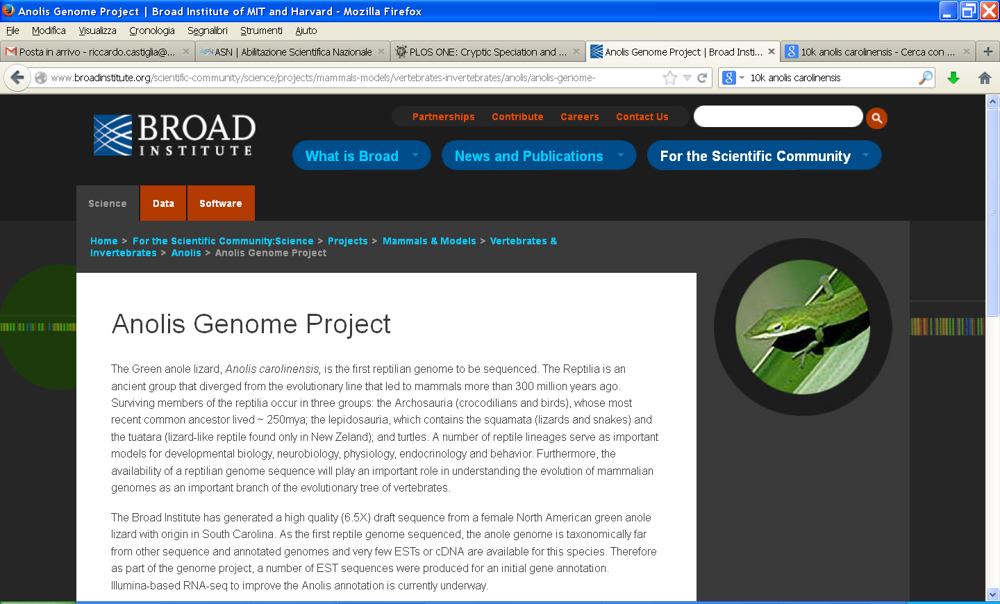 Anolis Genome Project | Broad Institute of MIT and Harvard - Mozilla Firefox
File Modifica Visualizza Cronologia Segnalibri Strumenti Aiuto
Posta in arrivo - riccardo.castiglia@... ASN | Abilitazione Scientifica Nazionale PLOS ONE: Cryptic Speciation and ... Anolis Genome Project | Broad Insti... 10k anolis carolinensis - Cerca con ...
www.broadinstitute.org/scientific-community/science/projects/mammals-models/vertebrates-invertebrates/anolis/anolis-genome- 10k anolis carolinensis
BROAD
INSTITUTE
Partnerships Contribute Careers Contact Us
What is Broad News and Publications For the Scientific Community
Science Data Software
Home > For the Scientific Community:Science > Projects > Mammals & Models > Vertebrates &
Invertebrates > Anolis > Anolis Genome Project
Anolis Genome Project
The Green anole lizard, Anolis carolinensis, is the first reptilian genome to be sequenced. The Reptilia is an
ancient group that diverged from the evolutionary line that led to mammals more than 300 million years ago.
Surviving members of the reptilia occur in three groups: the Archosauria (crocodilians and birds), whose most
recent common ancestor lived ~ 250mya; the lepidosauria, which contains the squamata (lizards and snakes) and
the tuatara (lizard-like reptile found only in New Zeland); and turtles. A number of reptile lineages serve as important
models for developmental biology, neurobiology, physiology, endocrinology and behavior. Furthermore, the
availability of a reptilian genome sequence will play an important role in understanding the evolution of mammalian
genomes as an important branch of the evolutionary tree of vertebrates.
The Broad Institute has generated a high quality (6.5X) draft sequence from a female North American green anole
lizard with origin in South Carolina. As the first reptile genome sequenced, the anole genome is taxonomically far
from other sequence and annotated genomes and very few ESTs or cDNA are available for this species. Therefore
as part of the genome project, a number of EST sequences were produced for an initial gene annotation.
Illumina-based RNA-seq to improve the Anolis annotation is currently underway.